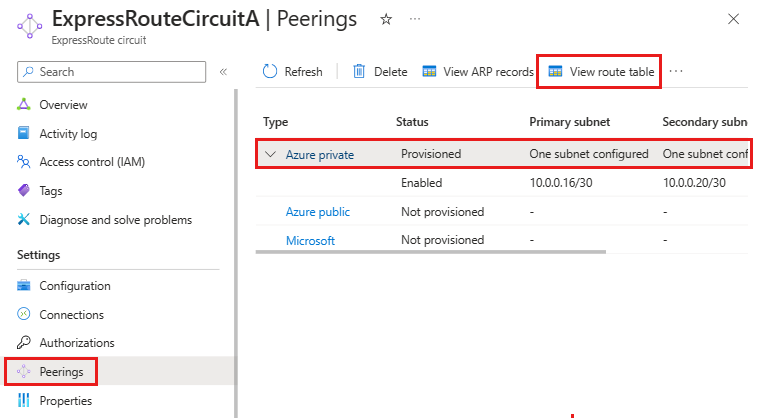 ExpressRouteCircuitA | Peerings
ExpressRoute circuit
Search
Refresh
Delete
View ARP records
View route table
Overview
Activity log
Access control (IAM)
Tags
Diagnose and solve problems
Settings
Configuration
Connections
Authorizations
Peerings
Properties
Type Status Primary subnet Secondary subn
Azure private Provisioned One subnet configured One subnet conf
Enabled 10.0.0.16/30 10.0.0.20/30
Azure public Not provisioned - -
Microsoft Not provisioned - -